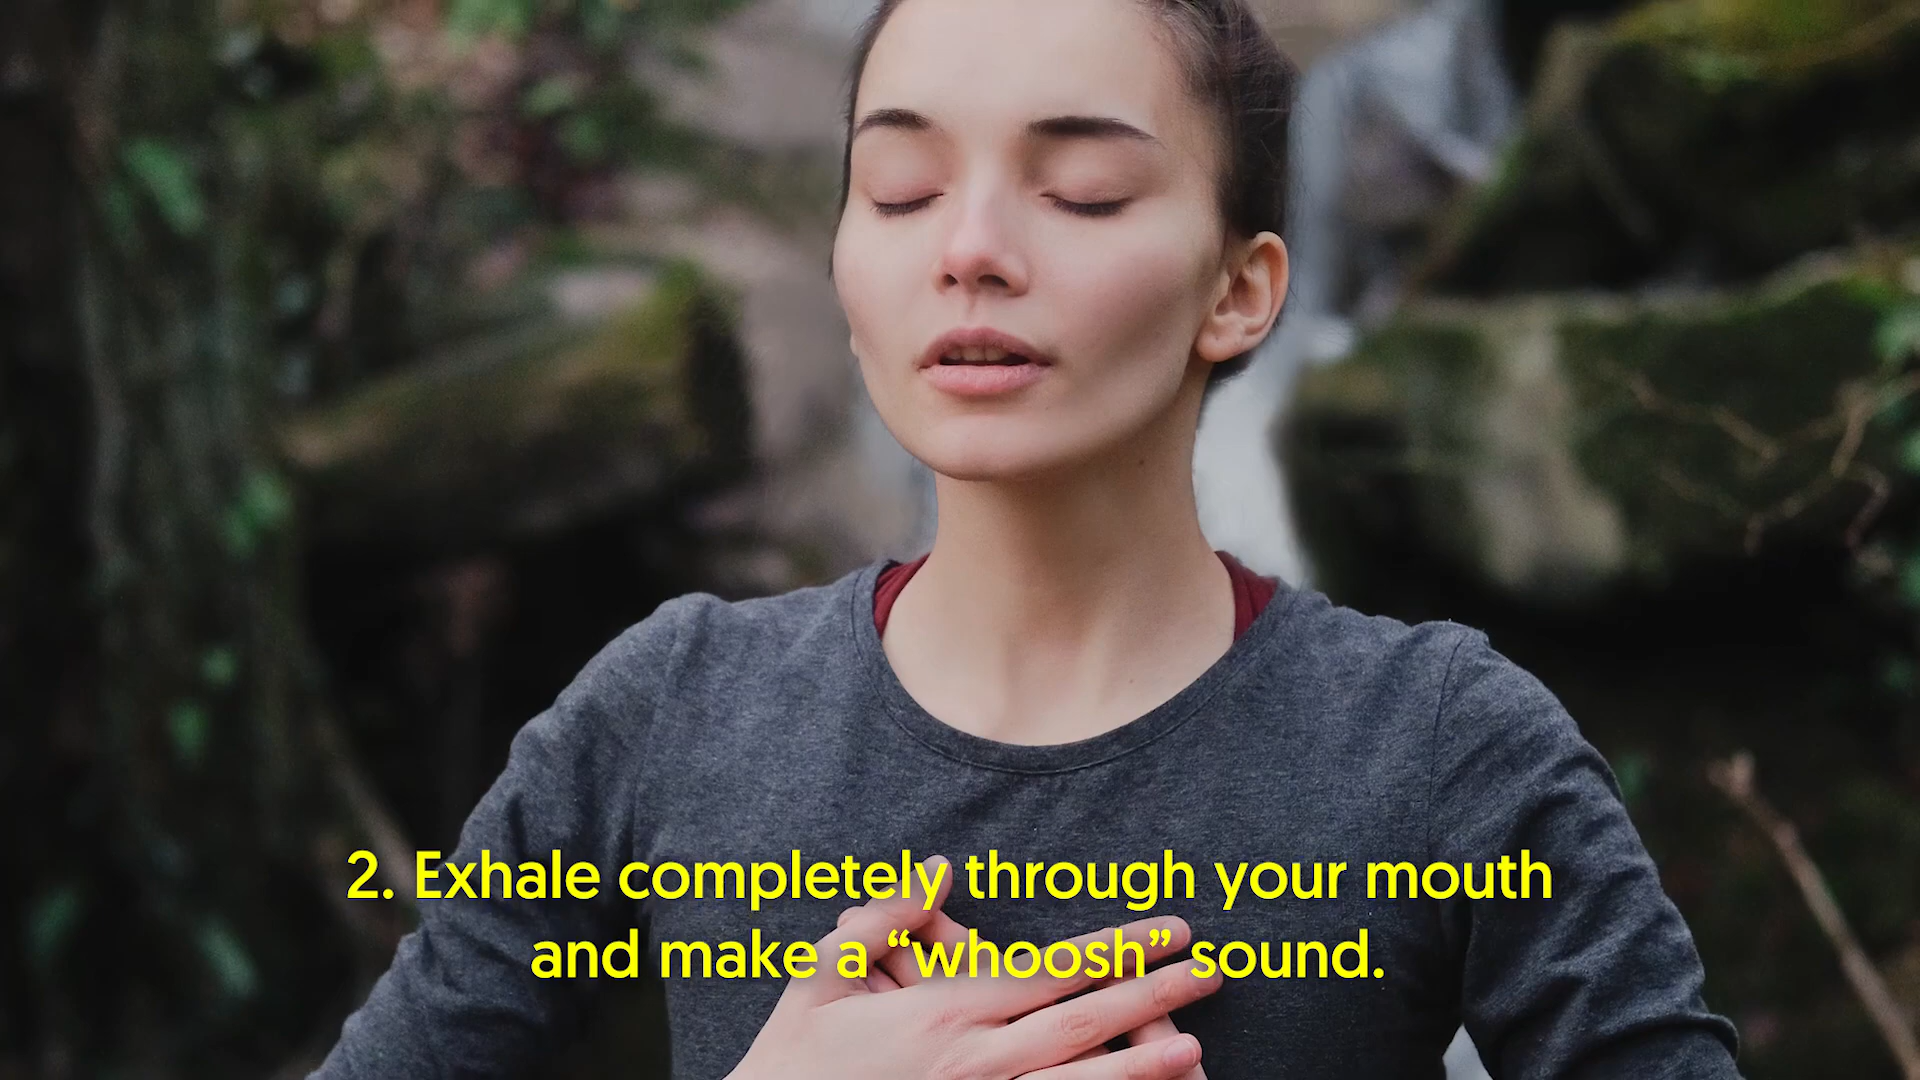 2. Exhale completely through your mouth
and make a “whoosh” sound.